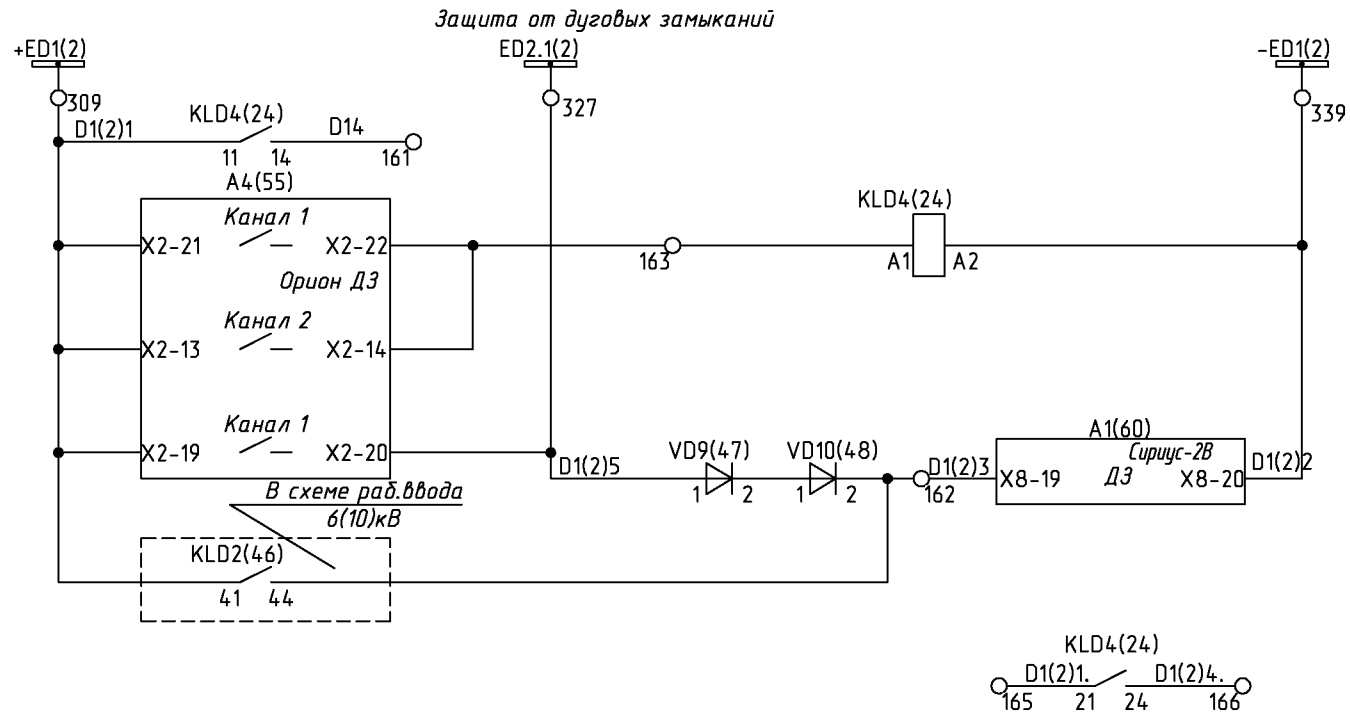 Защита от дуговых замыканий
+ED1(2) ED2.1(2) -ED1(2)
309 327 339
KLD4(24)
D1(2)1 D14
11 14 161
A4(55)
Канал 1
X2-21 X2-22
Орион ДЗ
Канал 2
X2-13 X2-14
Канал 1
X2-19 X2-20
KLD4(24)
163 A1 A2
D1(2)5
VD9(47) VD10(48)
1 2 1 2
D1(2)3
162
A1(60)
Сириус-2В
ДЗ
X8-19 X8-20
D1(2)2
В схеме раб.ввода
6(10)кВ
KLD2(46)
41 44
KLD4(24)
D1(2)1. D1(2)4.
165 21 24 166